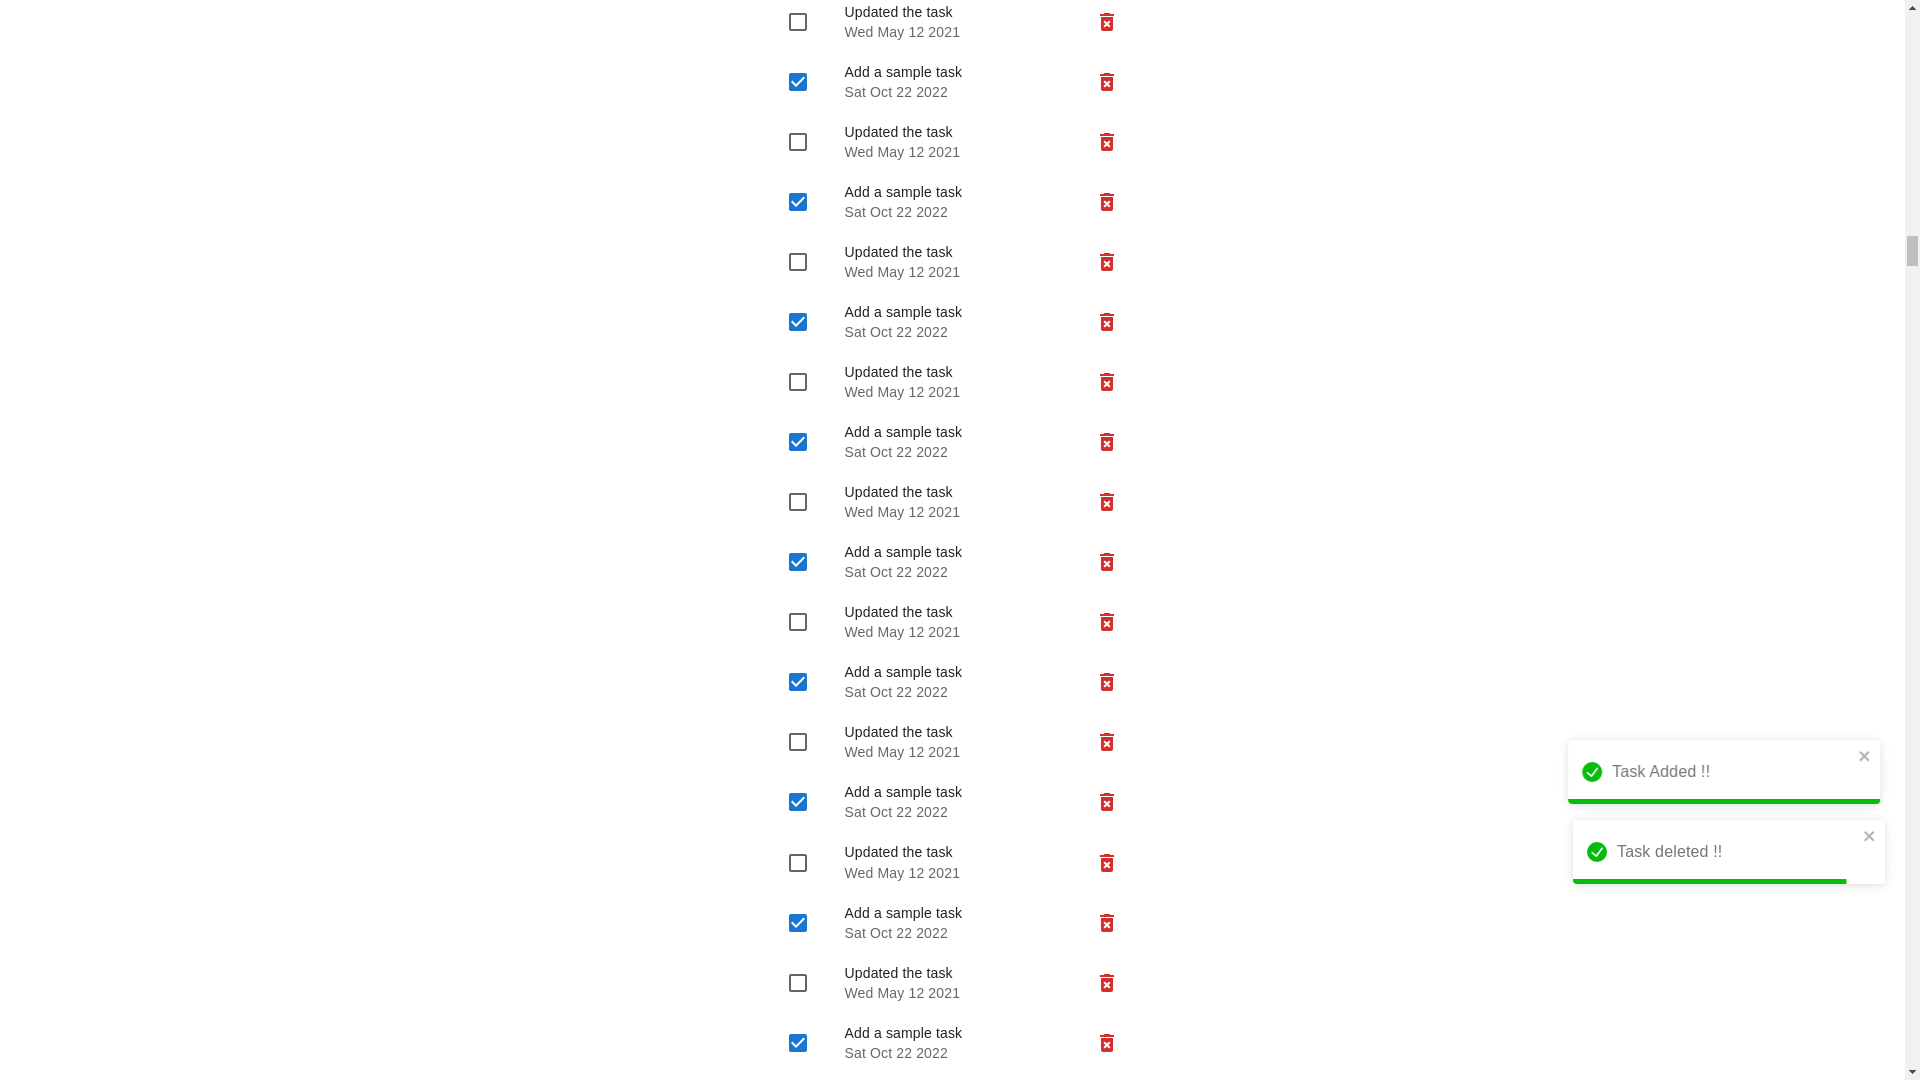 Updated the task
Wed May 12 2021
Add a sample task
Sat Oct 22 2022
Updated the task
Wed May 12 2021
Add a sample task
Sat Oct 22 2022
Updated the task
Wed May 12 2021
Add a sample task
Sat Oct 22 2022
Updated the task
Wed May 12 2021
Add a sample task
Sat Oct 22 2022
Updated the task
Wed May 12 2021
Add a sample task
Sat Oct 22 2022
Updated the task
Wed May 12 2021
Add a sample task
Sat Oct 22 2022
Updated the task
Wed May 12 2021
Add a sample task
Sat Oct 22 2022
Updated the task
Wed May 12 2021
Add a sample task
Sat Oct 22 2022
Updated the task
Wed May 12 2021
Add a sample task
Sat Oct 22 2022
Task Added !!
Task deleted !!